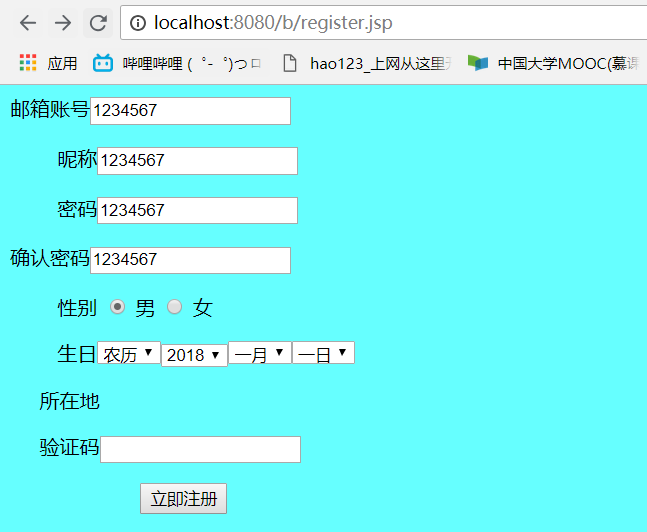 localhost:8080/b/register.jsp
应用 哔哩哔哩 ( ゜- ゜)つロ hao123_上网从这里 中国大学MOOC(慕课
邮箱账号 1234567
昵称 1234567
密码 1234567
确认密码 1234567
性别 男 女
生日 农历 2018 一月 一日
所在地
验证码
立即注册